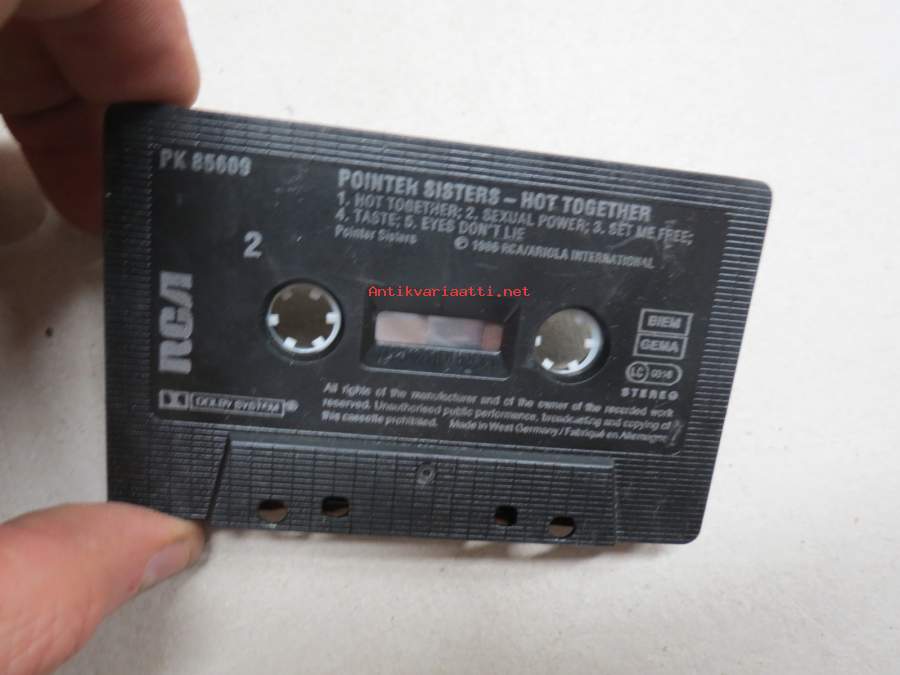 PK 85609
POINTER SISTERS – HOT TOGETHER
1. HOT TOGETHER; 2. SEXUAL POWER; 3. SET ME FREE;
4. TASTE; 5. EYES DON'T LIE
Pointer Sisters
© 1986 RCA/ARIOLA INTERNATIONAL
2
Antikvariaatti.net
RCA
BIEM
GEMA
LC
STEREO
DOLBY SYSTEM®
All rights of the manufacturer and of the owner of the recorded work
reserved. Unauthorised public performance, broadcasting and copying of
this cassette prohibited. Made in West Germany / Fabriqué en Allemagne